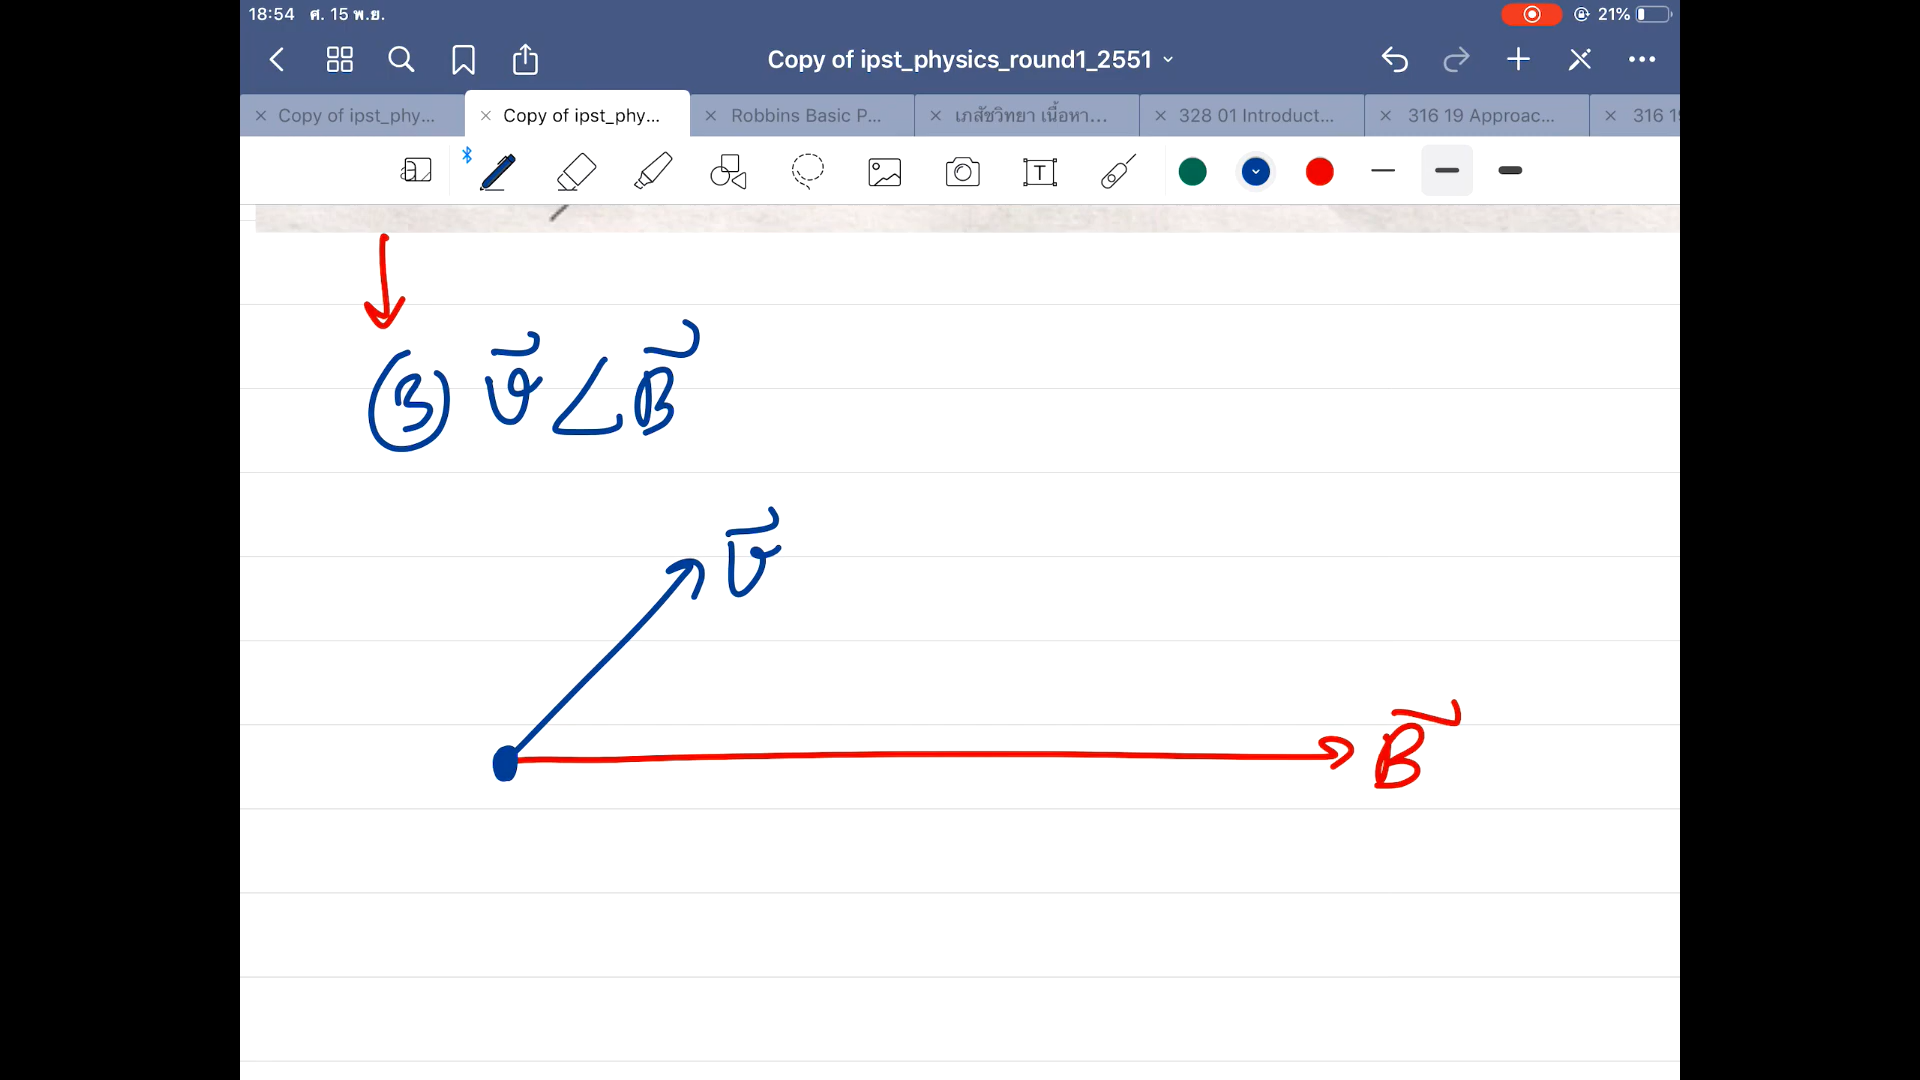 18:54 ศ. 15 พ.ย. 21%
Copy of ipst_physics_round1_2551
Copy of ipst_phy... Copy of ipst_phy... Robbins Basic P... เภสัชวิทยา เนื้อหา... 328 01 Introduct... 316 19 Approac... 316 19
a T
③ v⃗ ∠ B⃗
v⃗
B⃗